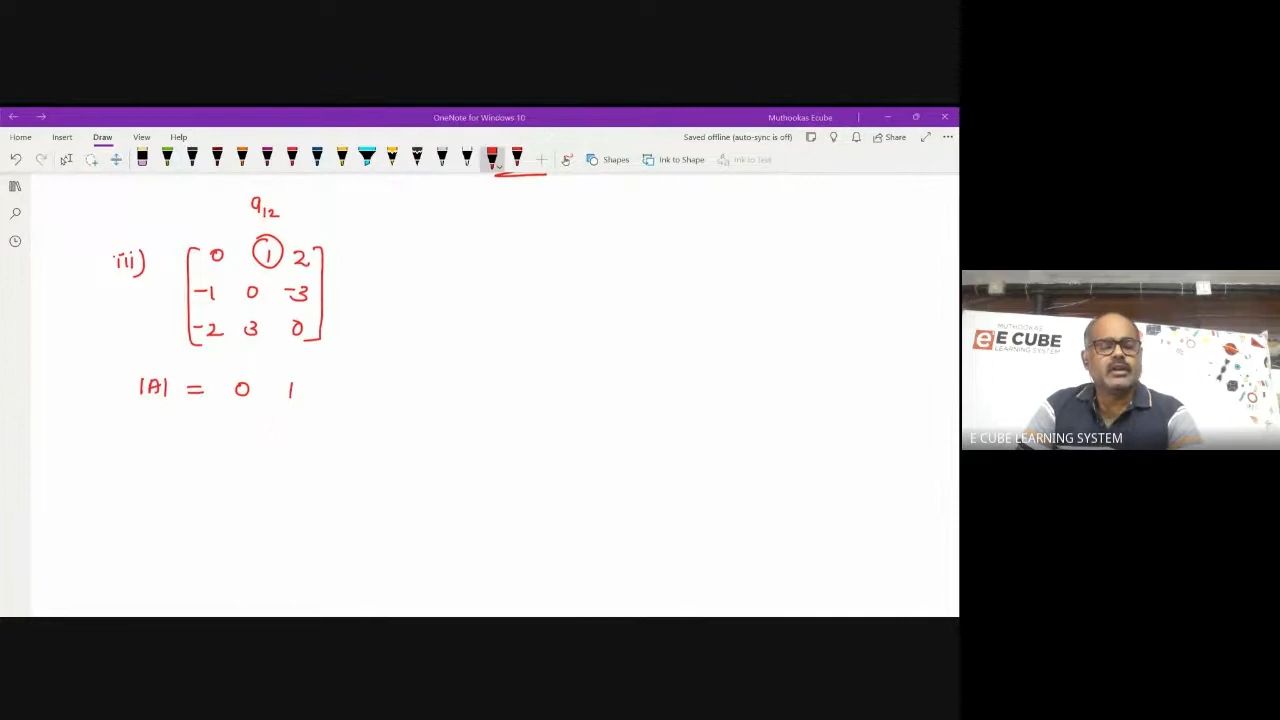 OneNote for Windows 10
Muthookas Ecube
Home Insert Draw View Help
Saved offline (auto-sync is off)
Share
Shapes
Ink to Shape
Ink to Text
a12
iii) [ 0 1 2
-1 0 -3
-2 3 0 ]
|A| = 0 1
MUTHOOKAS
e E CUBE
LEARNING SYSTEM
E CUBE LEARNING SYSTEM